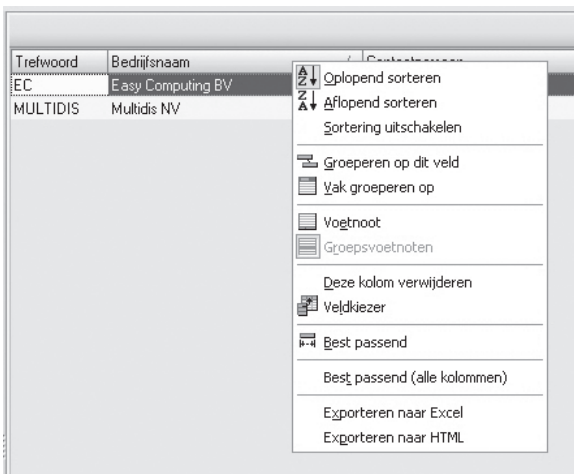 Trefwoord Bedrijfsnaam
EC Easy Computing BV
MULTIDIS Multidis NV
Oplopend sorteren
Aflopend sorteren
Sortering uitschakelen
Groeperen op dit veld
Vak groeperen op
Voetnoot
Groepsvoetnoten
Deze kolom verwijderen
Veldkiezer
Best passend
Best passend (alle kolommen)
Exporteren naar Excel
Exporteren naar HTML